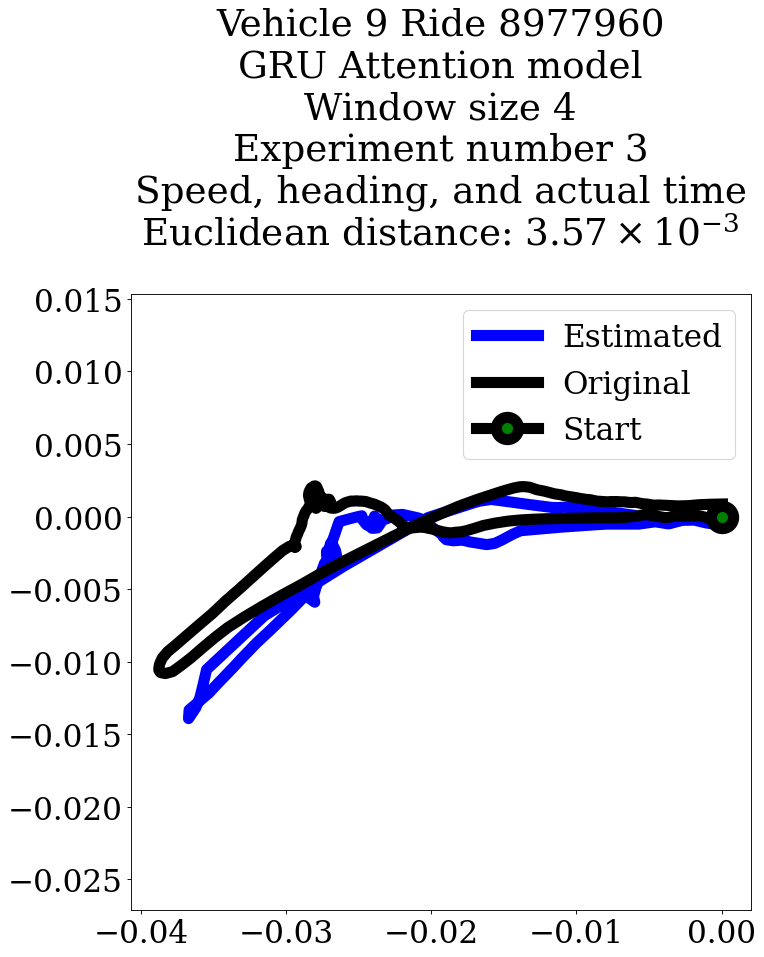 Vehicle 9 Ride 8977960
GRU Attention model
Window size 4
Experiment number 3
Speed, heading, and actual time
Euclidean distance: 3.57 × 10⁻³
Estimated
Original
Start
0.015
0.010
0.005
0.000
−0.005
−0.010
−0.015
−0.020
−0.025
−0.04
−0.03
−0.02
−0.01
0.00